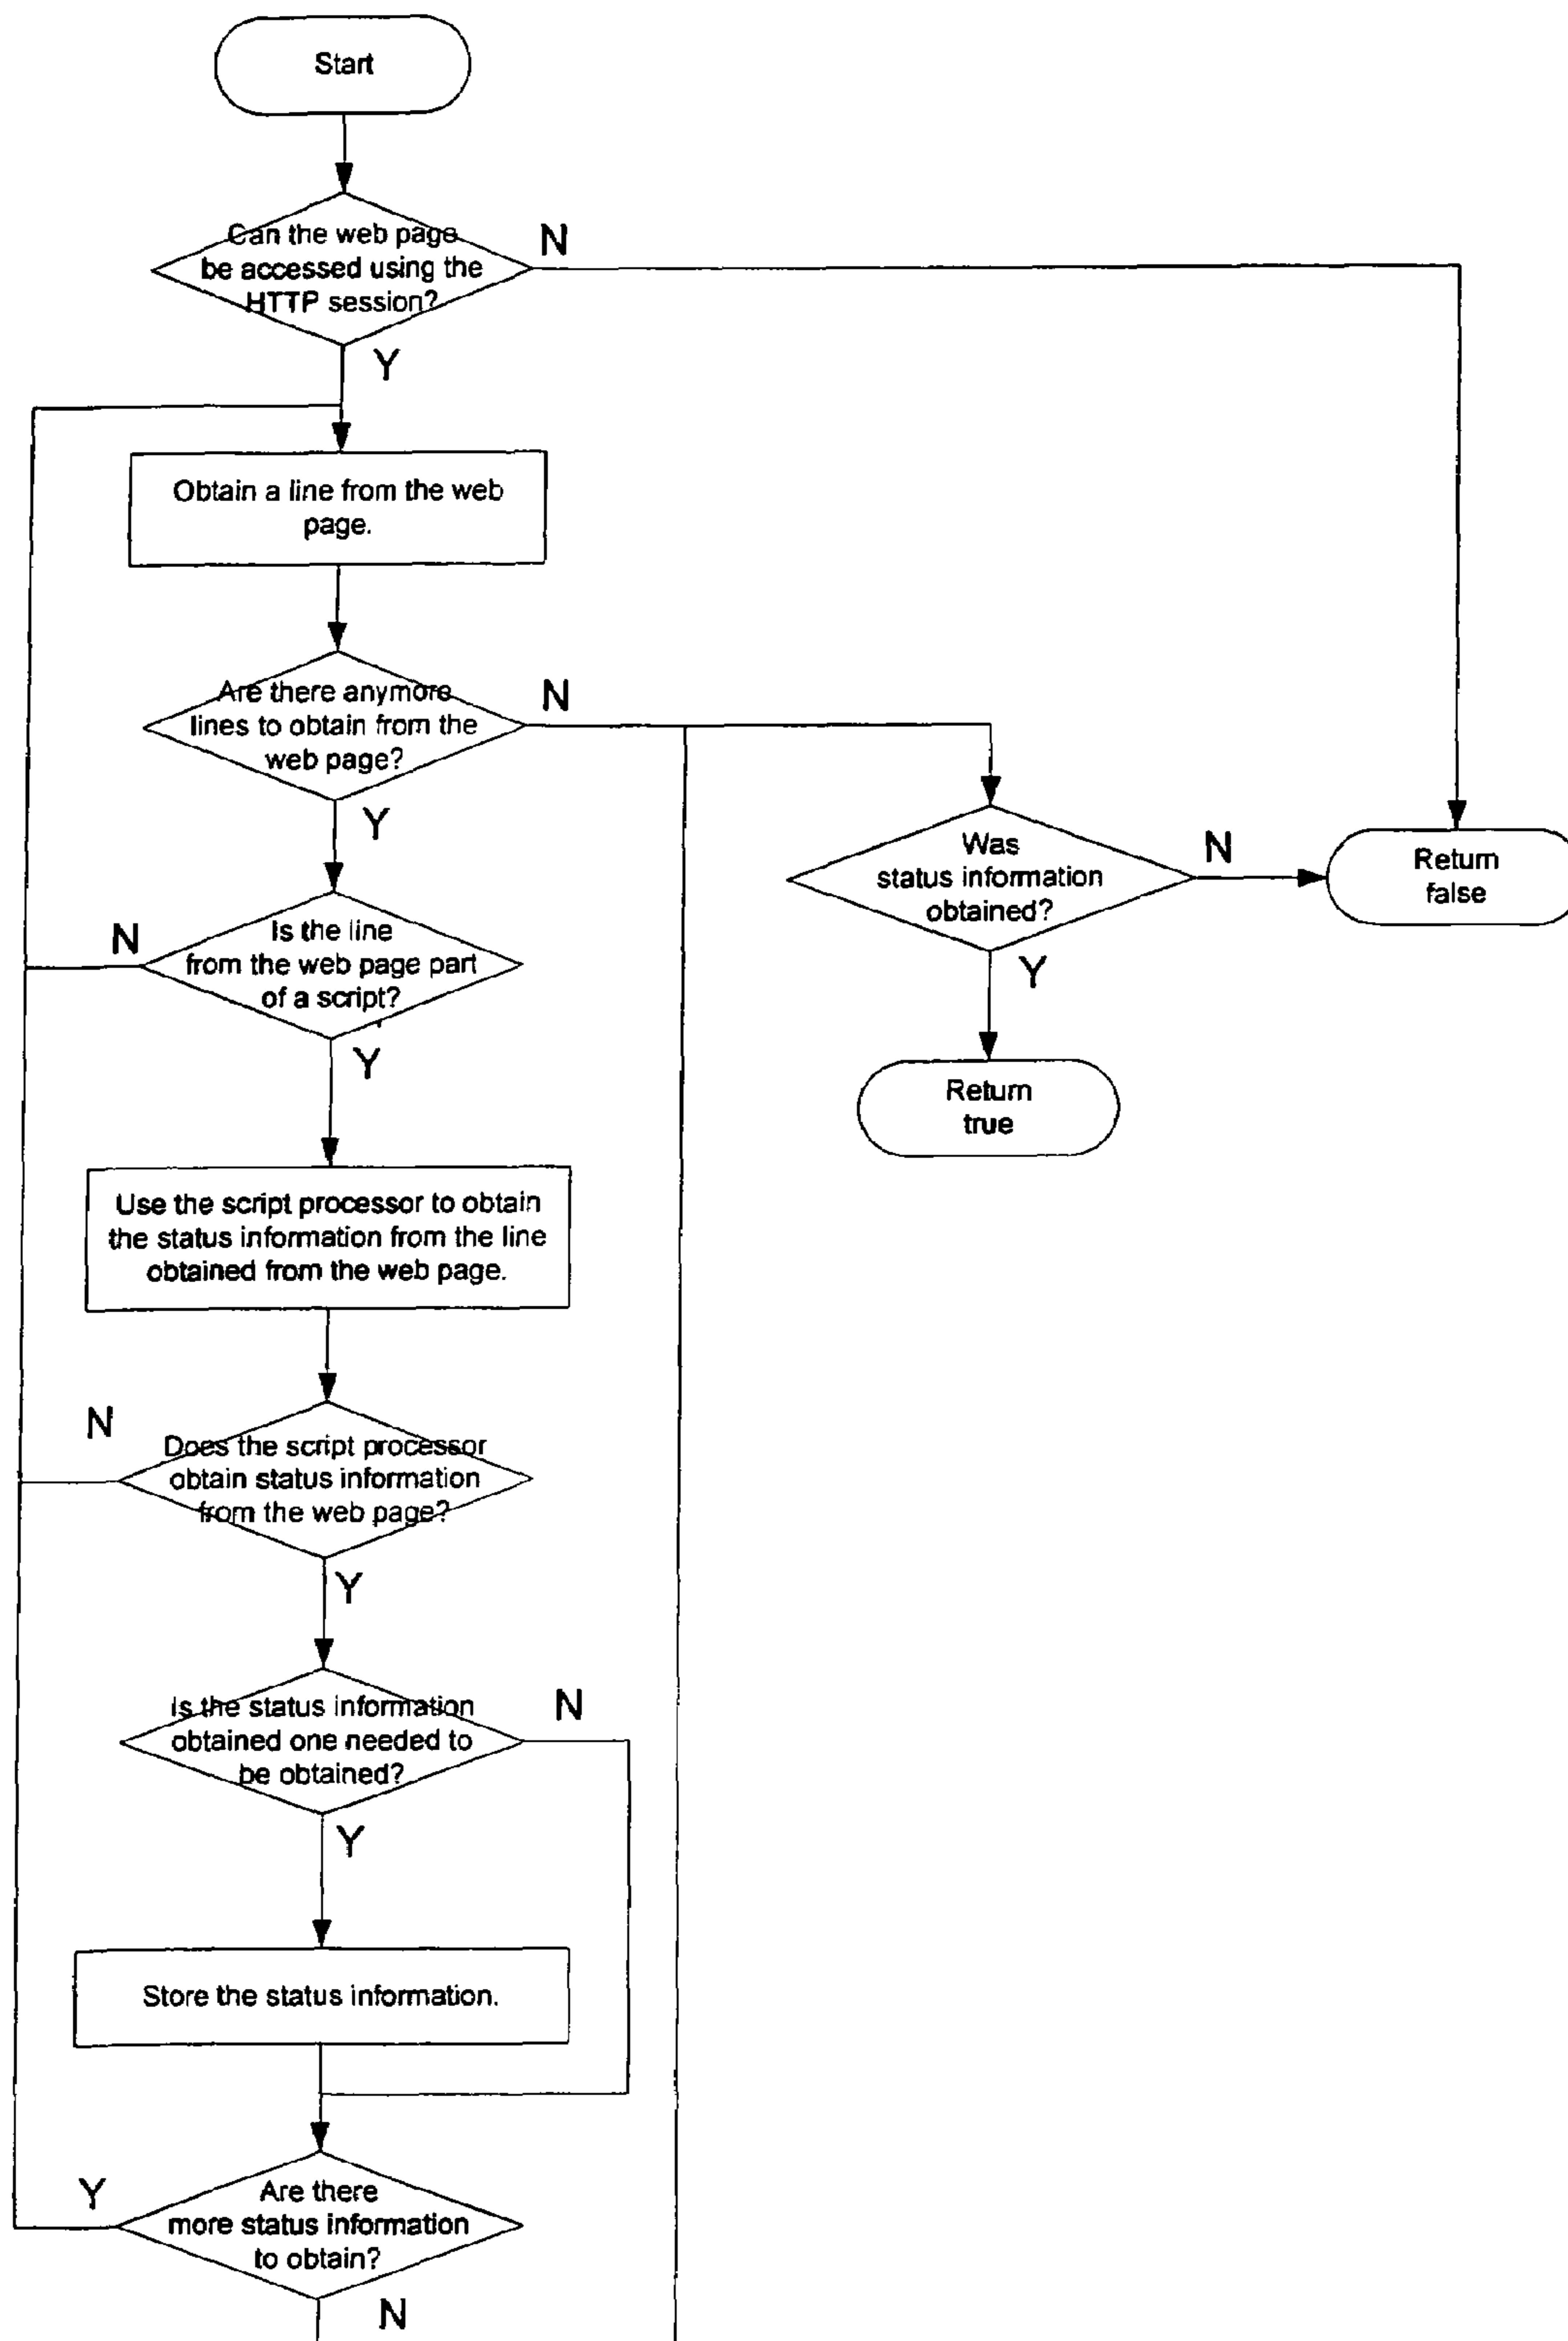 Start
Can the web page
be accessed using the
HTTP session?
N
Y
Obtain a line from the web
page.
Are there anymore
lines to obtain from the
web page?
N
Y
Was
status information
obtained?
N
Return
false
Y
Return
true
Is the line
from the web page part
of a script?
N
Y
Use the script processor to obtain
the status information from the line
obtained from the web page.
Does the script processor
obtain status information
from the web page?
N
Y
Is the status information
obtained one needed to
be obtained?
N
Y
Store the status information.
Are there
more status information
to obtain?
Y
N